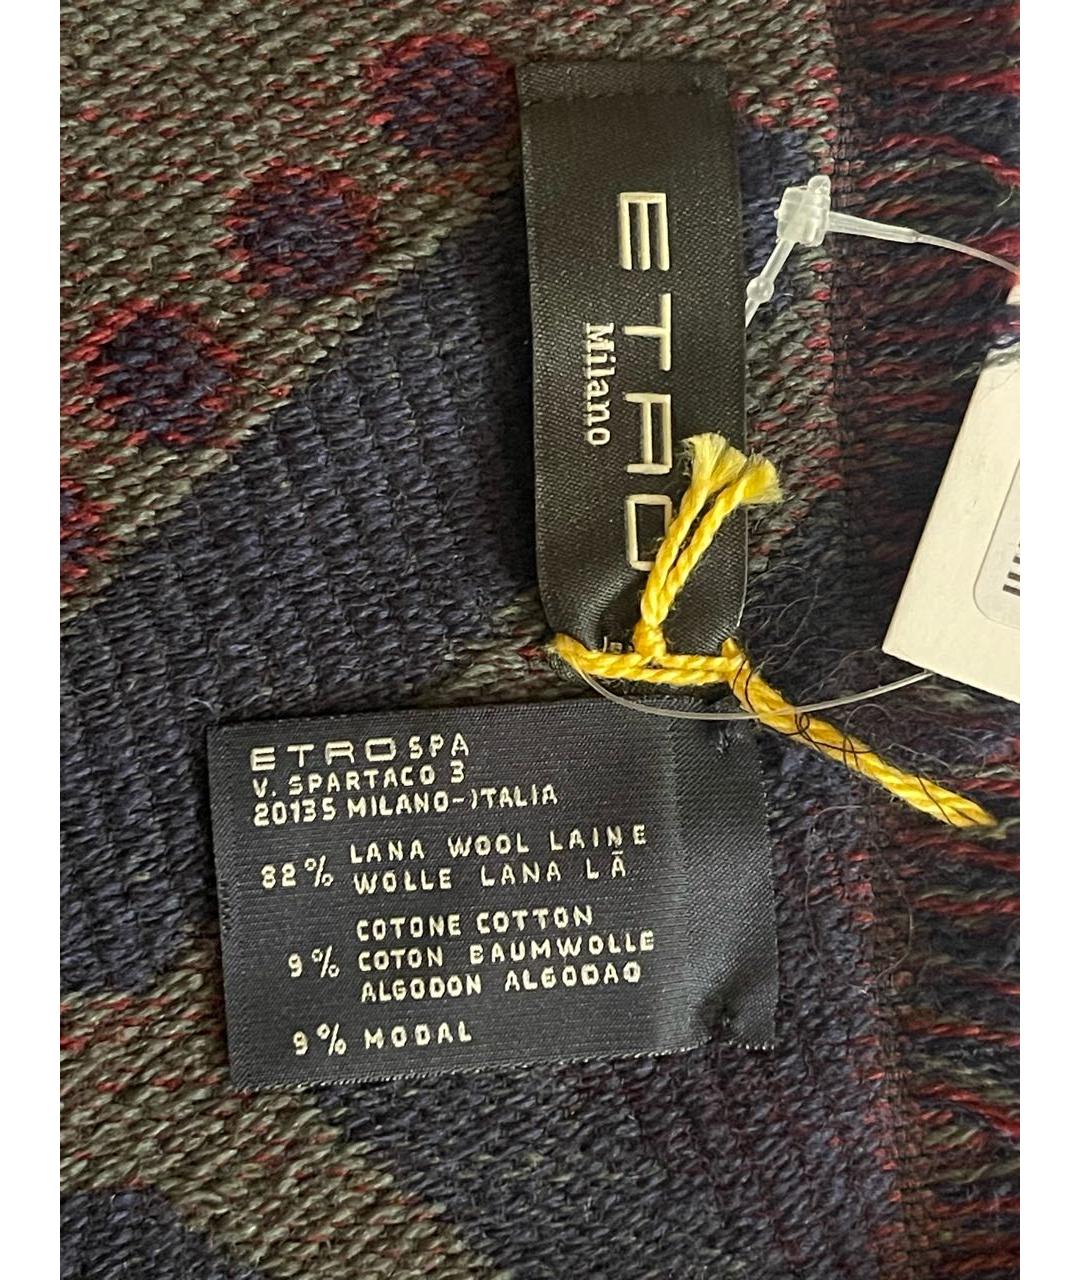 ETRO
Milano
ETRO SPA
V. SPARTACO 3
20135 MILANO-ITALIA
82% LANA WOOL LAINE
WOLLE LANA LÃ
COTONE COTTON
9% COTON BAUMWOLLE
ALGODON ALGODAO
9% MODAL